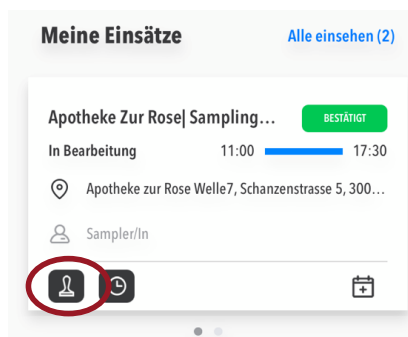 Meine Einsätze
Alle einsehen (2)
Apotheke Zur Rose| Sampling...
BESTÄTIGT
In Bearbeitung 11:00 17:30
Apotheke zur Rose Welle7, Schanzenstrasse 5, 300...
Sampler/In